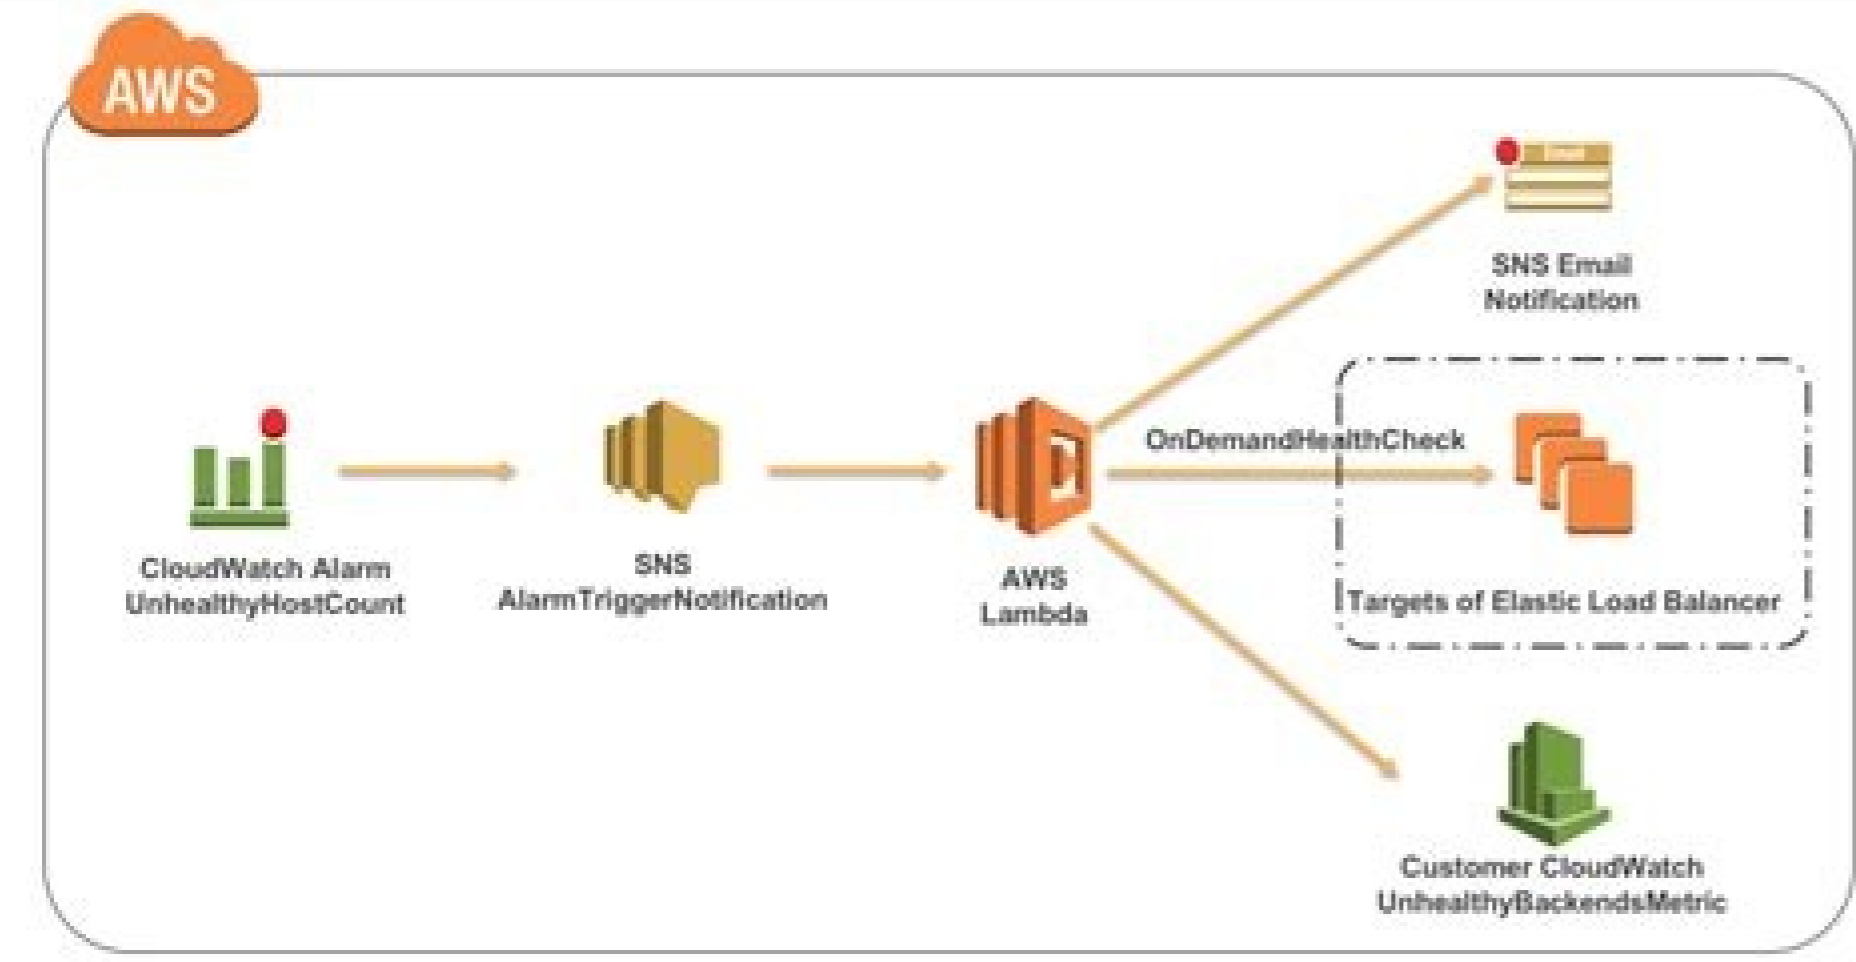 AWS
SNS Email
Notification
OnDemandHealthCheck
CloudWatch Alarm
UnhealthyHostCount
SNS
AlarmTriggerNotification
AWS
Lambda
Targets of Elastic Load Balancer
Customer CloudWatch
UnhealthyBackendsMetric